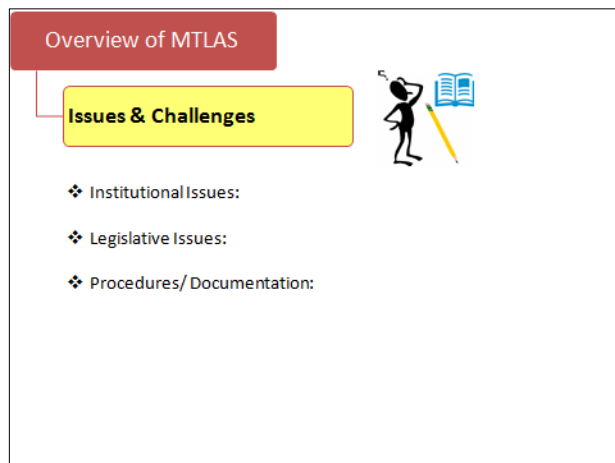 Overview of MTLAS
Issues & Challenges
❖ Institutional Issues:
❖ Legislative Issues:
❖ Procedures/ Documentation: